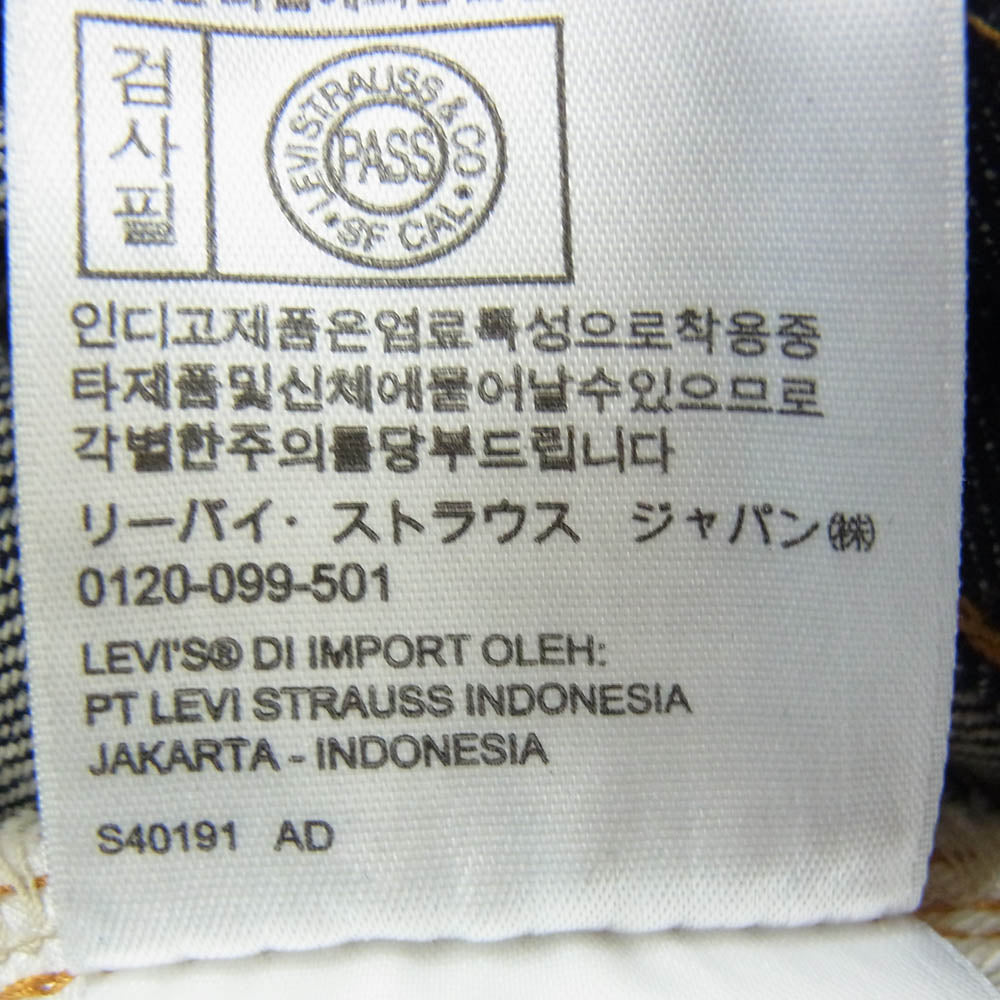 검사필
LEVI STRAUSS & CO
PASS
SF CAL
인디고제품은염료특성으로착용중
타제품및신체에묻어날수있으므로
각별한주의를당부드립니다
リーバイ・ストラウス ジャパン㈱
0120-099-501
LEVI'S® DI IMPORT OLEH:
PT LEVI STRAUSS INDONESIA
JAKARTA - INDONESIA
S40191 AD